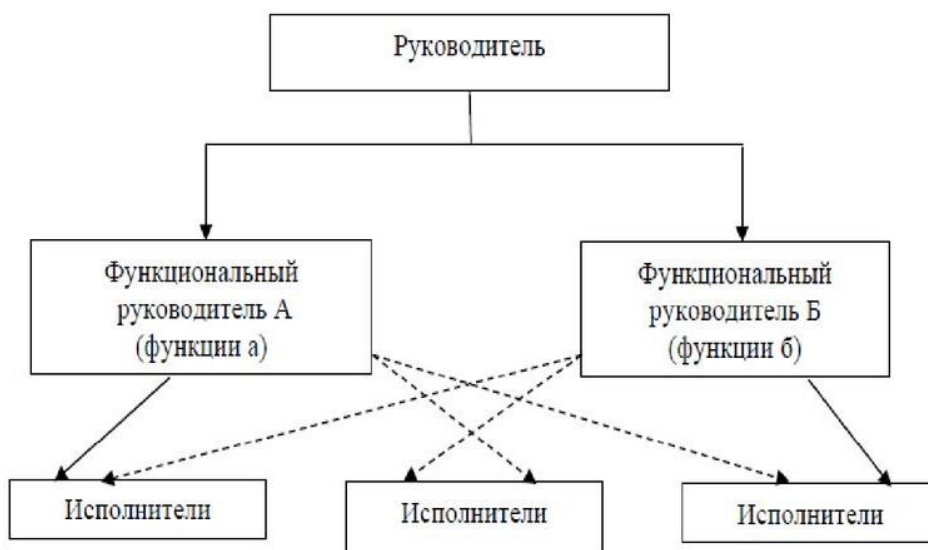 Руководитель
Функциональный
руководитель А
(функции а)
Функциональный
руководитель Б
(функции б)
Исполнители
Исполнители
Исполнители